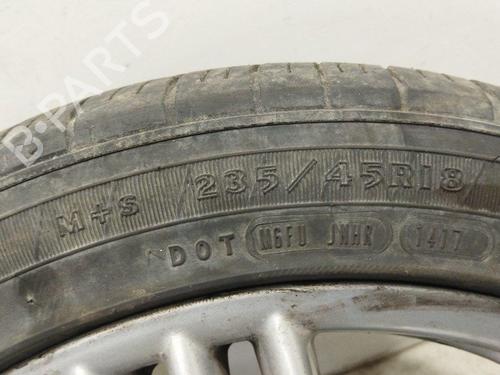 B-PARTS
M+S 235/45R18
DOT M6FU JNHR 1417